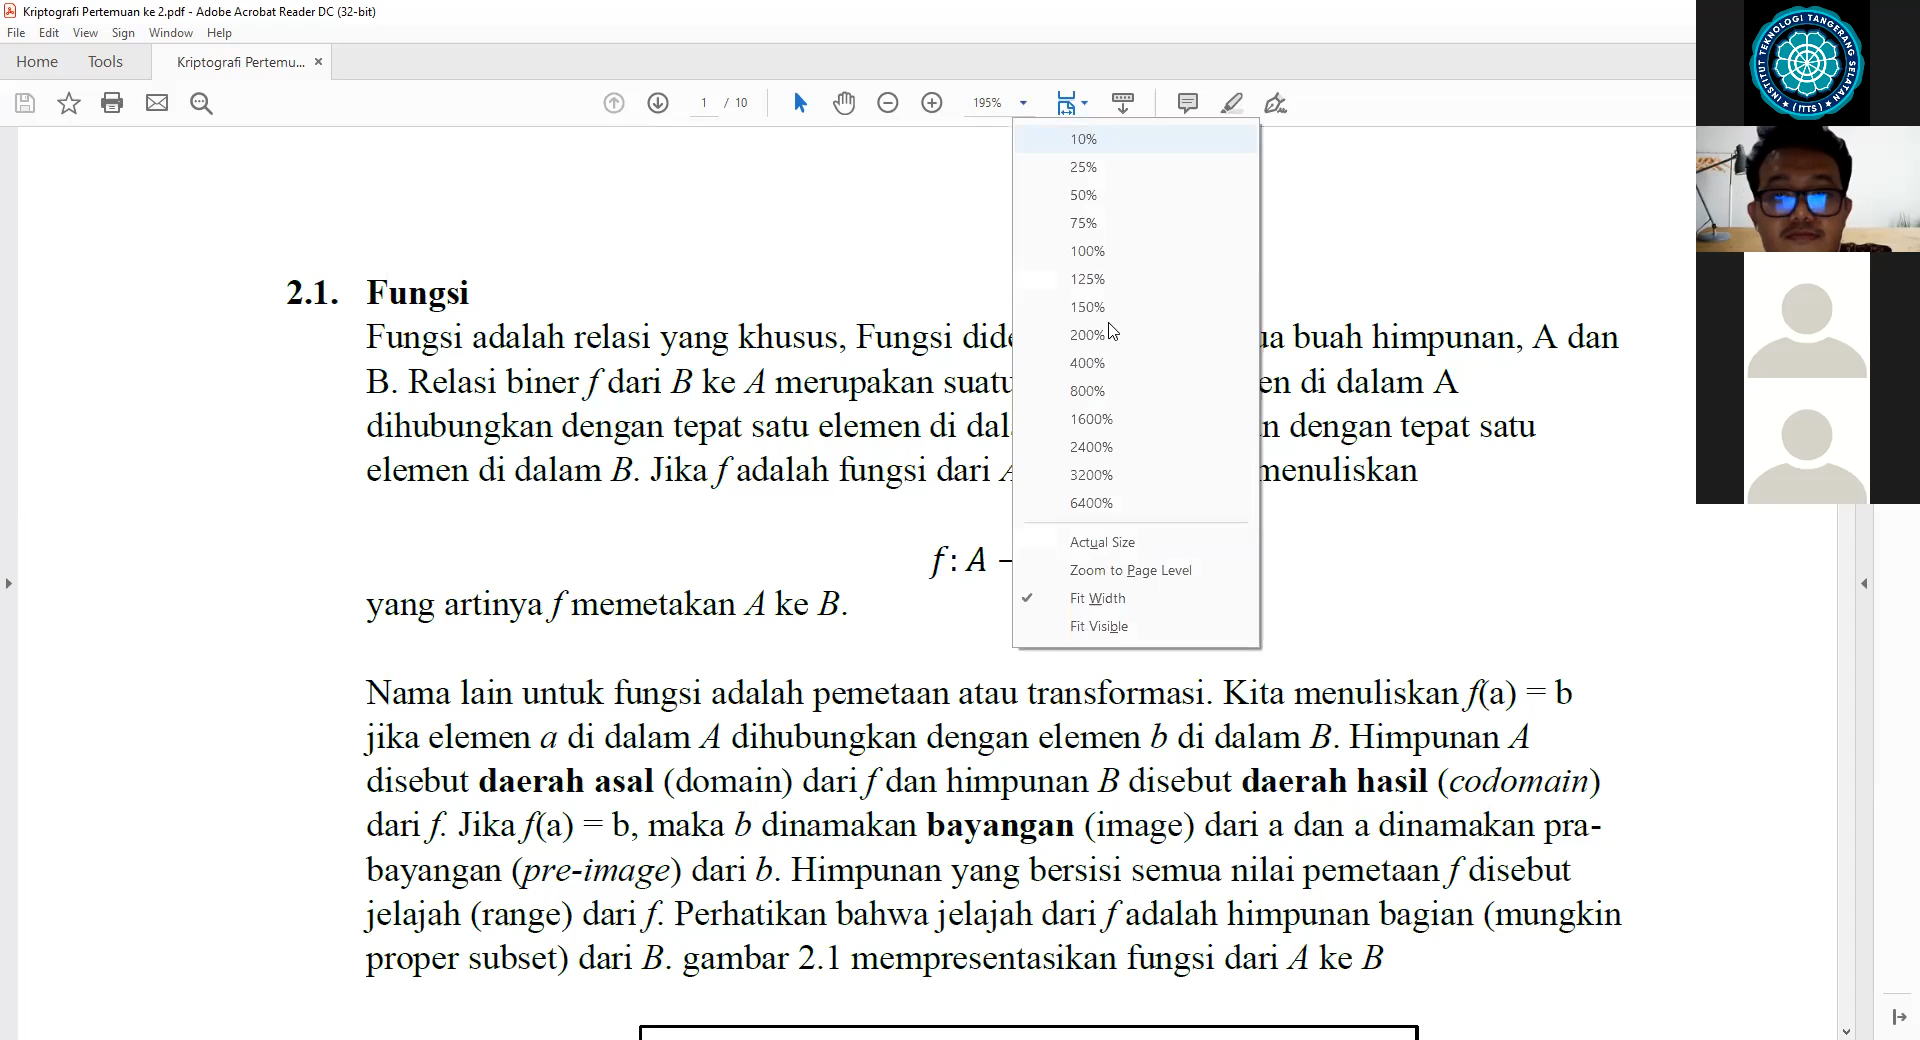 Kriptografi Pertemuan ke 2.pdf - Adobe Acrobat Reader DC (32-bit)
File Edit View Sign Window Help
Home Tools Kriptografi Pertemu... ×
1 / 10 195%
10%
25%
50%
75%
100%
125%
150%
200%
400%
800%
1600%
2400%
3200%
6400%
Actual Size
Zoom to Page Level
Fit Width
Fit Visible
2.1. Fungsi
Fungsi adalah relasi yang khusus, Fungsi buah himpunan, A dan
B. Relasi biner f dari B ke A merupakan suatu di dalam A
dihubungkan dengan tepat satu elemen di dengan tepat satu
elemen di dalam B. Jika f adalah fungsi dari menuliskan
f: A
yang artinya f memetakan A ke B.
Nama lain untuk fungsi adalah pemetaan atau transformasi. Kita menuliskan f(a) = b
jika elemen a di dalam A dihubungkan dengan elemen b di dalam B. Himpunan A
disebut daerah asal (domain) dari f dan himpunan B disebut daerah hasil (codomain)
dari f. Jika f(a) = b, maka b dinamakan bayangan (image) dari a dan a dinamakan pra-
bayangan (pre-image) dari b. Himpunan yang bersisi semua nilai pemetaan f disebut
jelajah (range) dari f. Perhatikan bahwa jelajah dari f adalah himpunan bagian (mungkin
proper subset) dari B. gambar 2.1 mempresentasikan fungsi dari A ke B
INSTITUT TEKNOLOGI TANGERANG SELATAN
(ITTS)